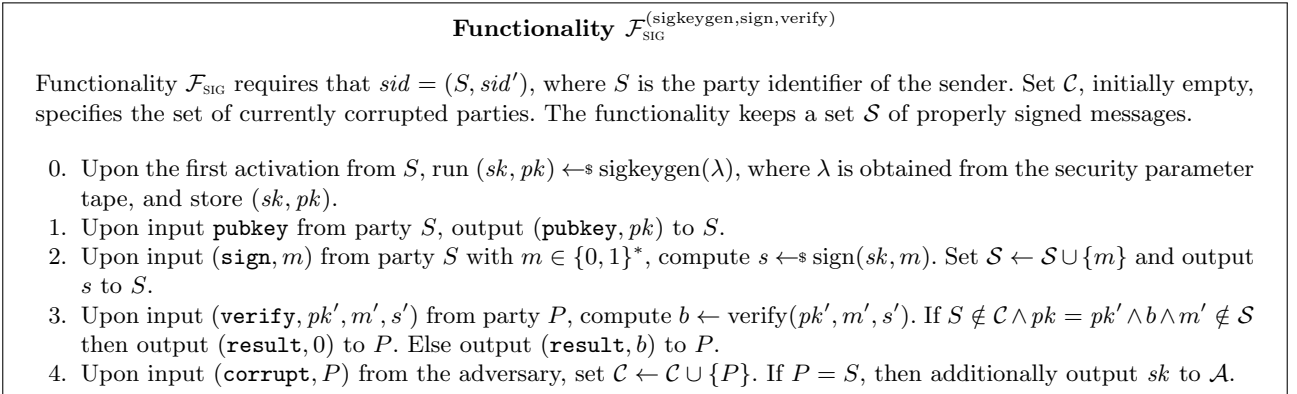 Functionality $\mathcal{F}_{\text{SIG}}^{(\text{sigkeygen,sign,verify})}$
Functionality $\mathcal{F}_{\text{SIG}}$ requires that $sid = (S, sid')$, where $S$ is the party identifier of the sender. Set $\mathcal{C}$, initially empty,
specifies the set of currently corrupted parties. The functionality keeps a set $\mathcal{S}$ of properly signed messages.
0. Upon the first activation from $S$, run $(sk, pk) \leftarrow\$ \text{sigkeygen}(\lambda)$, where $\lambda$ is obtained from the security parameter
tape, and store $(sk, pk)$.
1. Upon input pubkey from party $S$, output (pubkey, $pk$) to $S$.
2. Upon input (sign, $m$) from party $S$ with $m \in \{0, 1\}^*$, compute $s \leftarrow\$ \text{sign}(sk, m)$. Set $\mathcal{S} \leftarrow \mathcal{S} \cup \{m\}$ and output
$s$ to $S$.
3. Upon input (verify, $pk', m', s'$) from party $P$, compute $b \leftarrow \text{verify}(pk', m', s')$. If $S \notin \mathcal{C} \wedge pk = pk' \wedge b \wedge m' \notin \mathcal{S}$
then output (result, 0) to $P$. Else output (result, $b$) to $P$.
4. Upon input (corrupt, $P$) from the adversary, set $\mathcal{C} \leftarrow \mathcal{C} \cup \{P\}$. If $P = S$, then additionally output $sk$ to $\mathcal{A}$.